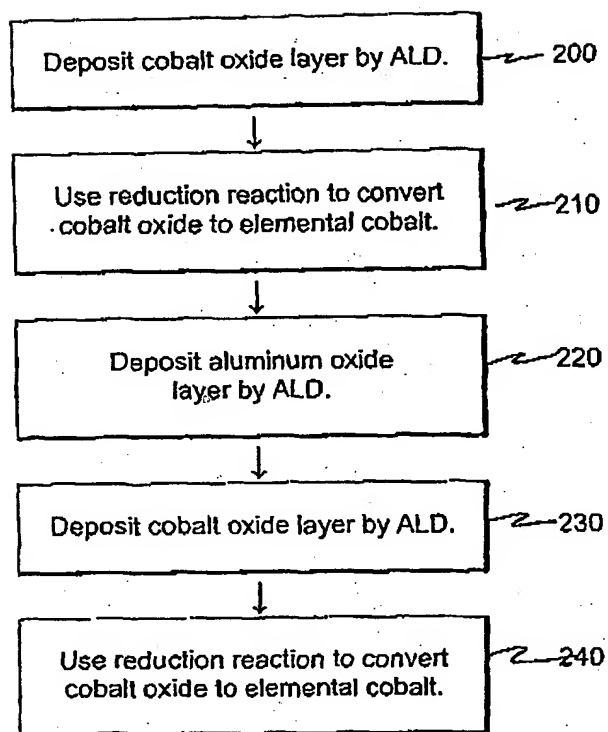 Deposit cobalt oxide layer by ALD.
200
Use reduction reaction to convert
cobalt oxide to elemental cobalt.
210
Deposit aluminum oxide
layer by ALD.
220
Deposit cobalt oxide layer by ALD.
230
Use reduction reaction to convert
cobalt oxide to elemental cobalt.
240